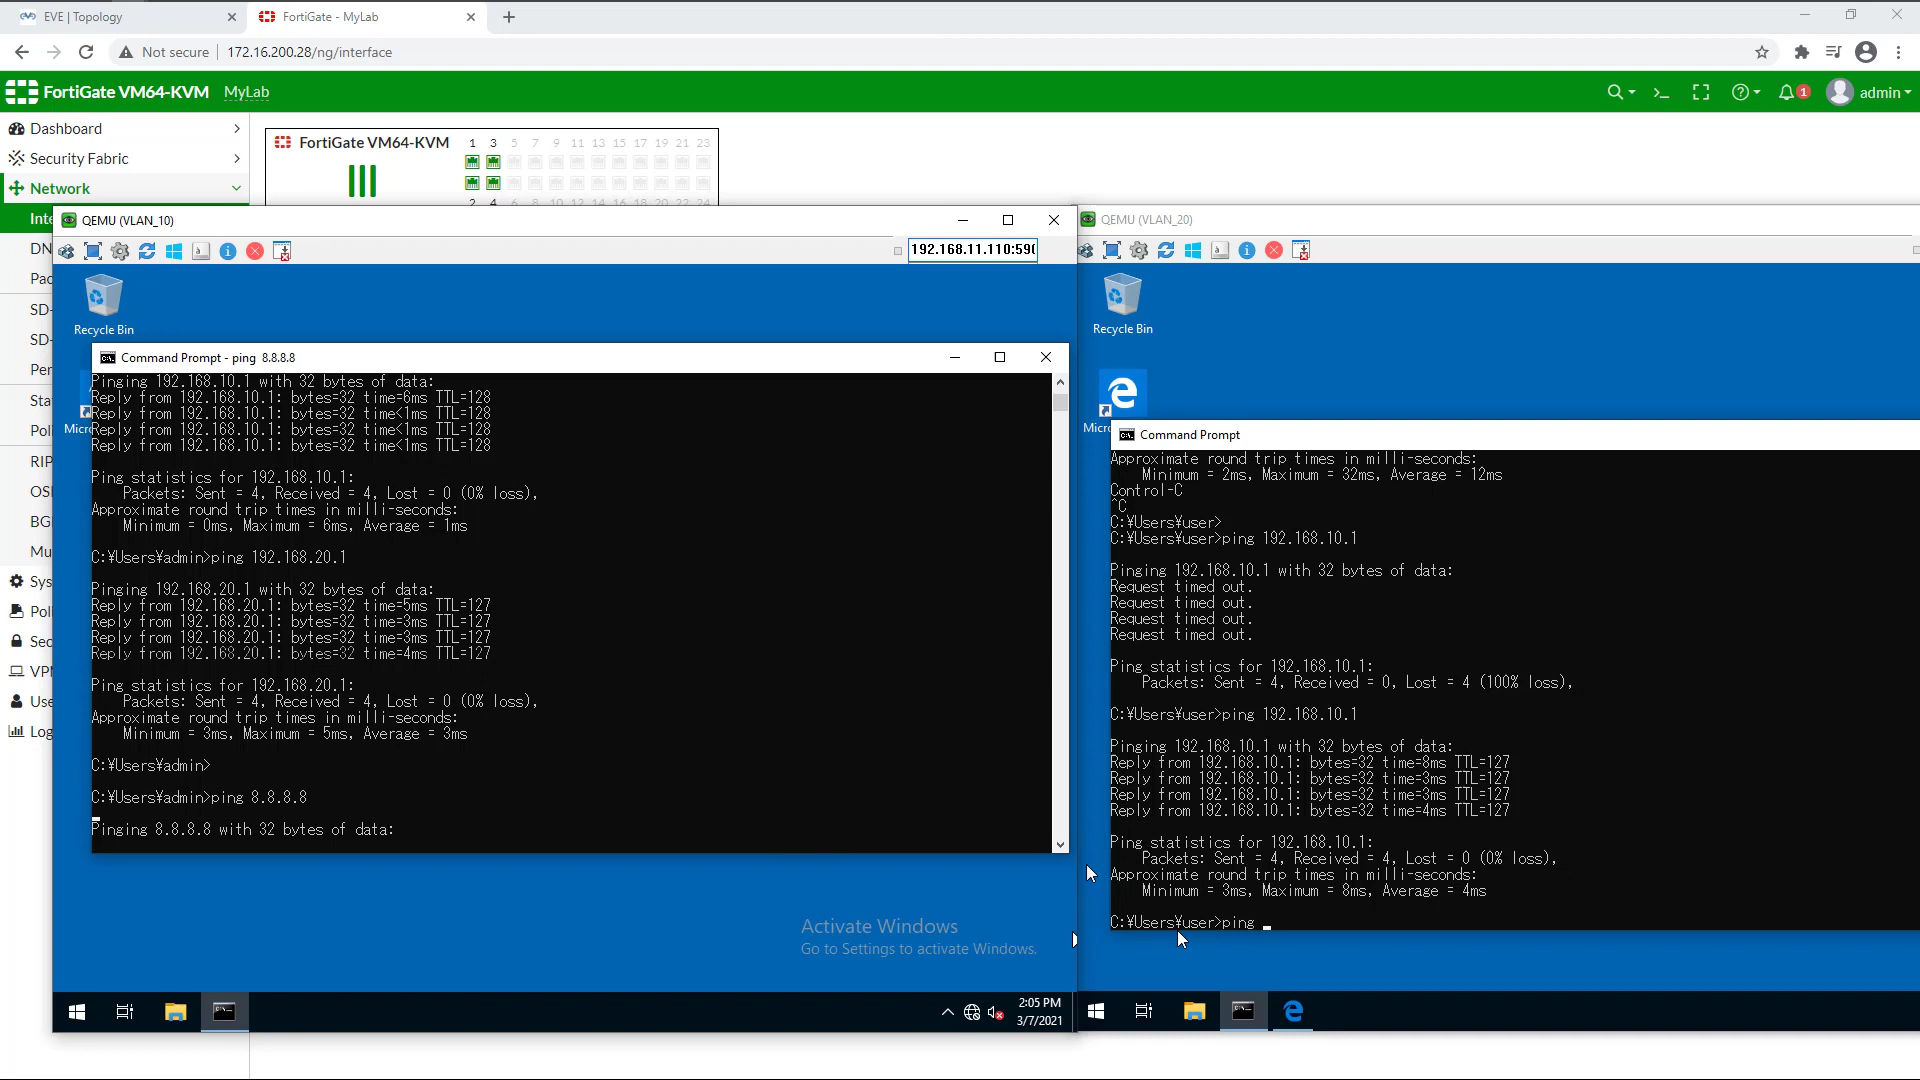 EVE | Topology
FortiGate - MyLab
Not secure
172.16.200.28/ng/interface
FortiGate VM64-KVM
MyLab
1
admin
Dashboard
Security Fabric
Network
Inte
DN
Pac
SD-
SD-
Per
Sta
Poli
RIP
OSI
BGI
Mu
Sys
Poli
Sec
VPN
Use
Log
FortiGate VM64-KVM
1 3 5 7 9 11 13 15 17 19 21 23
QEMU (VLAN_10)
192.168.11.110:590
Recycle Bin
Micro
Command Prompt - ping 8.8.8.8
Pinging 192.168.10.1 with 32 bytes of data:
Reply from 192.168.10.1: bytes=32 time=6ms TTL=128
Reply from 192.168.10.1: bytes=32 time<1ms TTL=128
Reply from 192.168.10.1: bytes=32 time<1ms TTL=128
Reply from 192.168.10.1: bytes=32 time<1ms TTL=128
Ping statistics for 192.168.10.1:
Packets: Sent = 4, Received = 4, Lost = 0 (0% loss),
Approximate round trip times in milli-seconds:
Minimum = 0ms, Maximum = 6ms, Average = 1ms
C:¥Users¥admin>ping 192.168.20.1
Pinging 192.168.20.1 with 32 bytes of data:
Reply from 192.168.20.1: bytes=32 time=5ms TTL=127
Reply from 192.168.20.1: bytes=32 time=3ms TTL=127
Reply from 192.168.20.1: bytes=32 time=3ms TTL=127
Reply from 192.168.20.1: bytes=32 time=4ms TTL=127
Ping statistics for 192.168.20.1:
Packets: Sent = 4, Received = 4, Lost = 0 (0% loss),
Approximate round trip times in milli-seconds:
Minimum = 3ms, Maximum = 5ms, Average = 3ms
C:¥Users¥admin>
C:¥Users¥admin>ping 8.8.8.8
Pinging 8.8.8.8 with 32 bytes of data:
Activate Windows
Go to Settings to activate Windows.
2:05 PM
3/7/2021
QEMU (VLAN_20)
Recycle Bin
Micro
Command Prompt
Approximate round trip times in milli-seconds:
Minimum = 2ms, Maximum = 32ms, Average = 12ms
Control-C
^C
C:¥Users¥user>
C:¥Users¥user>ping 192.168.10.1
Pinging 192.168.10.1 with 32 bytes of data:
Request timed out.
Request timed out.
Request timed out.
Request timed out.
Ping statistics for 192.168.10.1:
Packets: Sent = 4, Received = 0, Lost = 4 (100% loss),
C:¥Users¥user>ping 192.168.10.1
Pinging 192.168.10.1 with 32 bytes of data:
Reply from 192.168.10.1: bytes=32 time=8ms TTL=127
Reply from 192.168.10.1: bytes=32 time=3ms TTL=127
Reply from 192.168.10.1: bytes=32 time=3ms TTL=127
Reply from 192.168.10.1: bytes=32 time=4ms TTL=127
Ping statistics for 192.168.10.1:
Packets: Sent = 4, Received = 4, Lost = 0 (0% loss),
Approximate round trip times in milli-seconds:
Minimum = 3ms, Maximum = 8ms, Average = 4ms
C:¥Users¥user>ping